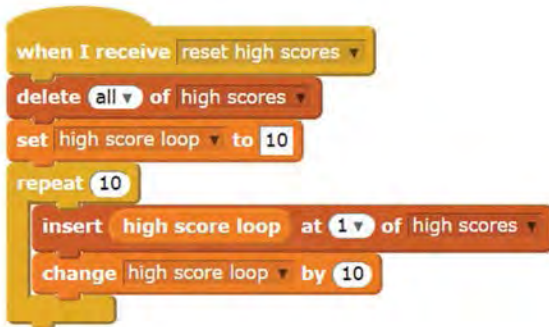 when I receive reset high scores
delete all of high scores
set high score loop to 10
repeat 10
insert high score loop at 1 of high scores
change high score loop by 10